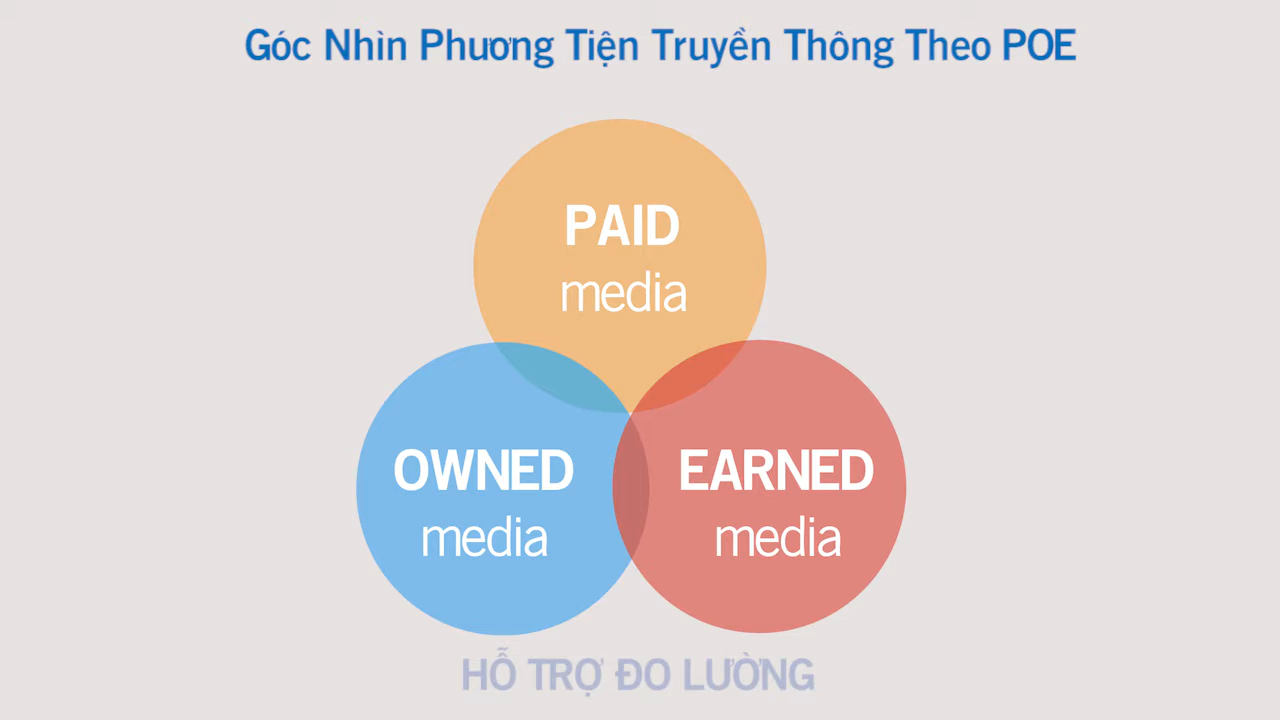 Góc Nhìn Phương Tiện Truyền Thông Theo POE
PAID
media
OWNED
media
EARNED
media
HỖ TRỢ ĐO LƯỜNG